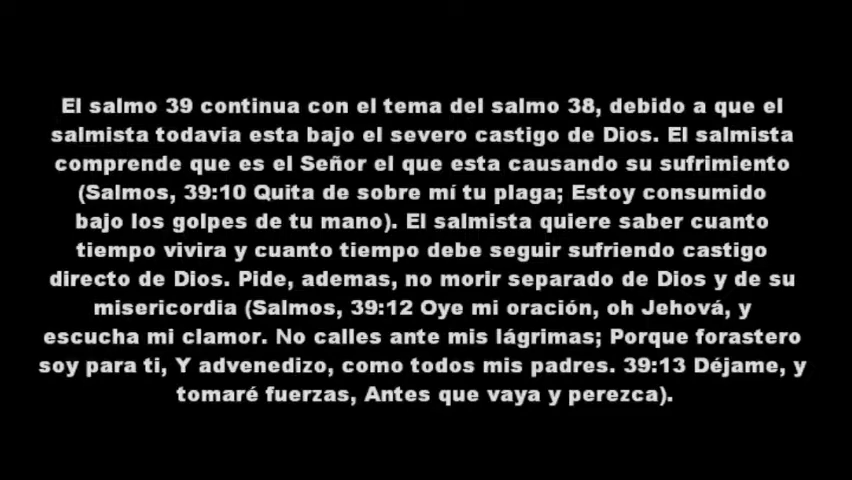 El salmo 39 continua con el tema del salmo 38, debido a que el
salmista todavia esta bajo el severo castigo de Dios. El salmista
comprende que es el Señor el que esta causando su sufrimiento
(Salmos, 39:10 Quita de sobre mí tu plaga; Estoy consumido
bajo los golpes de tu mano). El salmista quiere saber cuanto
tiempo vivira y cuanto tiempo debe seguir sufriendo castigo
directo de Dios. Pide, ademas, no morir separado de Dios y de su
misericordia (Salmos, 39:12 Oye mi oración, oh Jehová, y
escucha mi clamor. No calles ante mis lágrimas; Porque forastero
soy para ti, Y advenedizo, como todos mis padres. 39:13 Déjame, y
tomaré fuerzas, Antes que vaya y perezca).